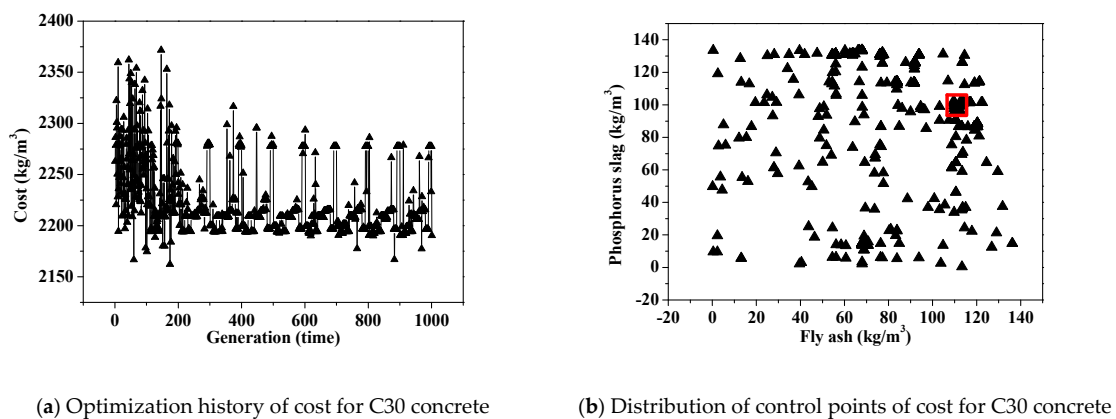 2400
2350
2300
2250
2200
2150
Cost (kg/m³)
0 200 400 600 800 1000
Generation (time)
140
120
100
80
60
40
20
0
-20
Phosphorus slag (kg/m³)
0 20 40 60 80 100 120 140
Fly ash (kg/m³)
(a) Optimization history of cost for C30 concrete
(b) Distribution of control points of cost for C30 concrete